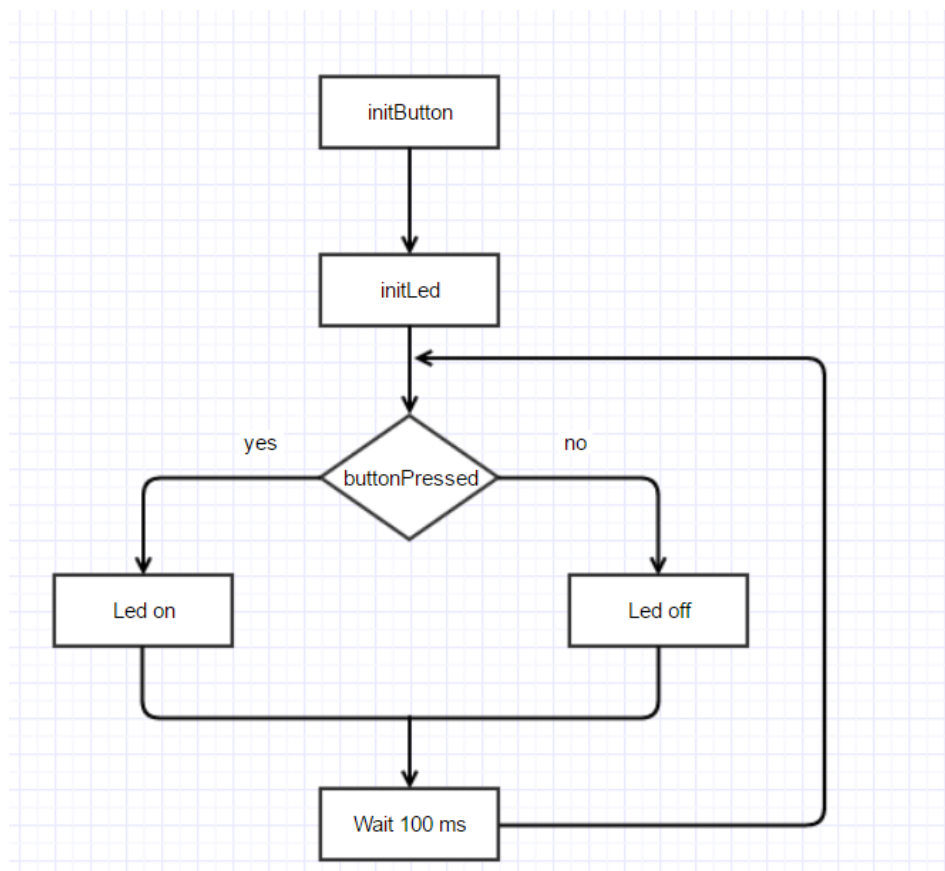 initButton
initLed
yes
no
buttonPressed
Led on
Led off
Wait 100 ms